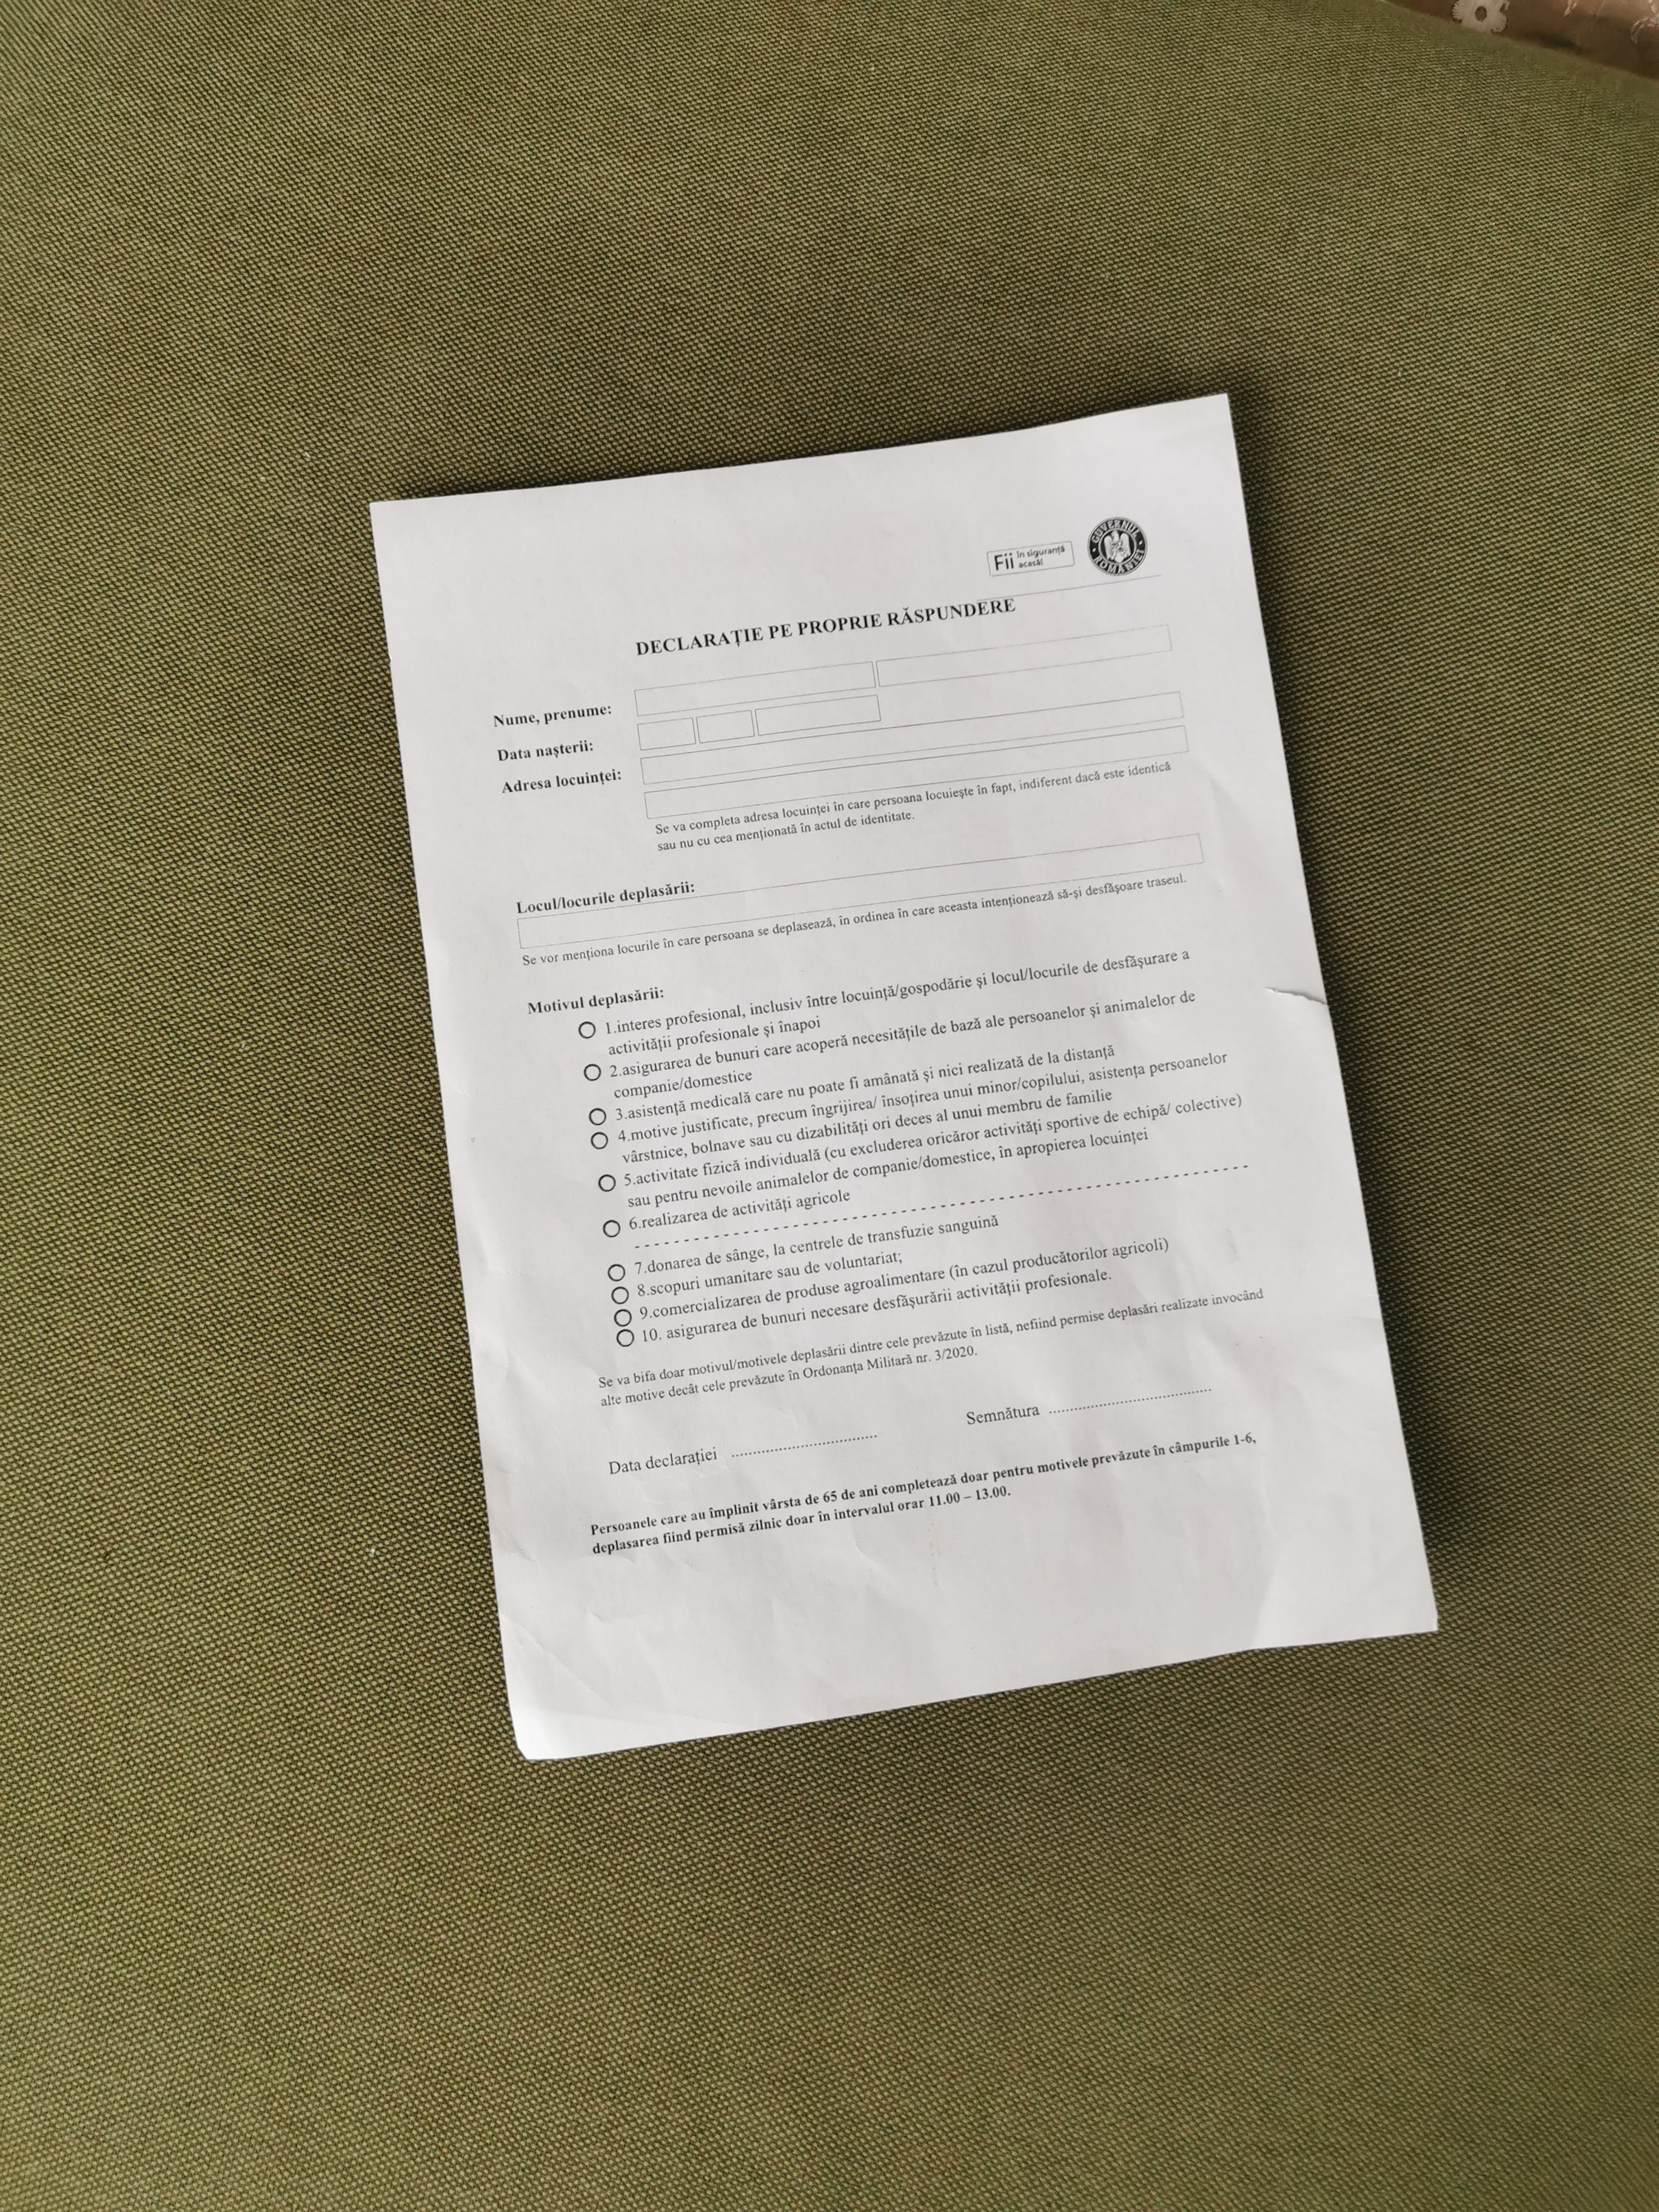 Fii în siguranță
acasă!
GUVERNUL ROMÂNIEI
DECLARAȚIE PE PROPRIE RĂSPUNDERE
Nume, prenume:
Data naşterii:
Adresa locuinței:
Se va completa adresa locuinței în care persoana locuieşte în fapt, indiferent dacă este identică
sau nu cu cea menționată în actul de identitate.
Locul/locurile deplasării:
Se vor menționa locurile în care persoana se deplasează, în ordinea în care aceasta intenționează să-şi desfăşoare traseul.
Motivul deplasării:
1.interes profesional, inclusiv între locuință/gospodărie şi locul/locurile de desfăşurare a
activității profesionale şi înapoi
2.asigurarea de bunuri care acoperă necesitățile de bază ale persoanelor şi animalelor de
companie/domestice
3.asistență medicală care nu poate fi amânată şi nici realizată de la distanță
4.motive justificate, precum îngrijirea/ însoțirea unui minor/copilului, asistența persoanelor
vârstnice, bolnave sau cu dizabilități ori deces al unui membru de familie
5.activitate fizică individuală (cu excluderea oricăror activități sportive de echipă/ colective)
sau pentru nevoile animalelor de companie/domestice, în apropierea locuinței
6.realizarea de activități agricole
7.donarea de sânge, la centrele de transfuzie sanguină
8.scopuri umanitare sau de voluntariat;
9.comercializarea de produse agroalimentare (în cazul producătorilor agricoli)
10. asigurarea de bunuri necesare desfăşurării activității profesionale.
Se va bifa doar motivul/motivele deplasării dintre cele prevăzute în listă, nefiind permise deplasări realizate invocând
alte motive decât cele prevăzute în Ordonanța Militară nr. 3/2020.
Data declarației ..................................... Semnătura .........................................
Persoanele care au împlinit vârsta de 65 de ani completează doar pentru motivele prevăzute în câmpurile 1-6,
deplasarea fiind permisă zilnic doar în intervalul orar 11.00 – 13.00.